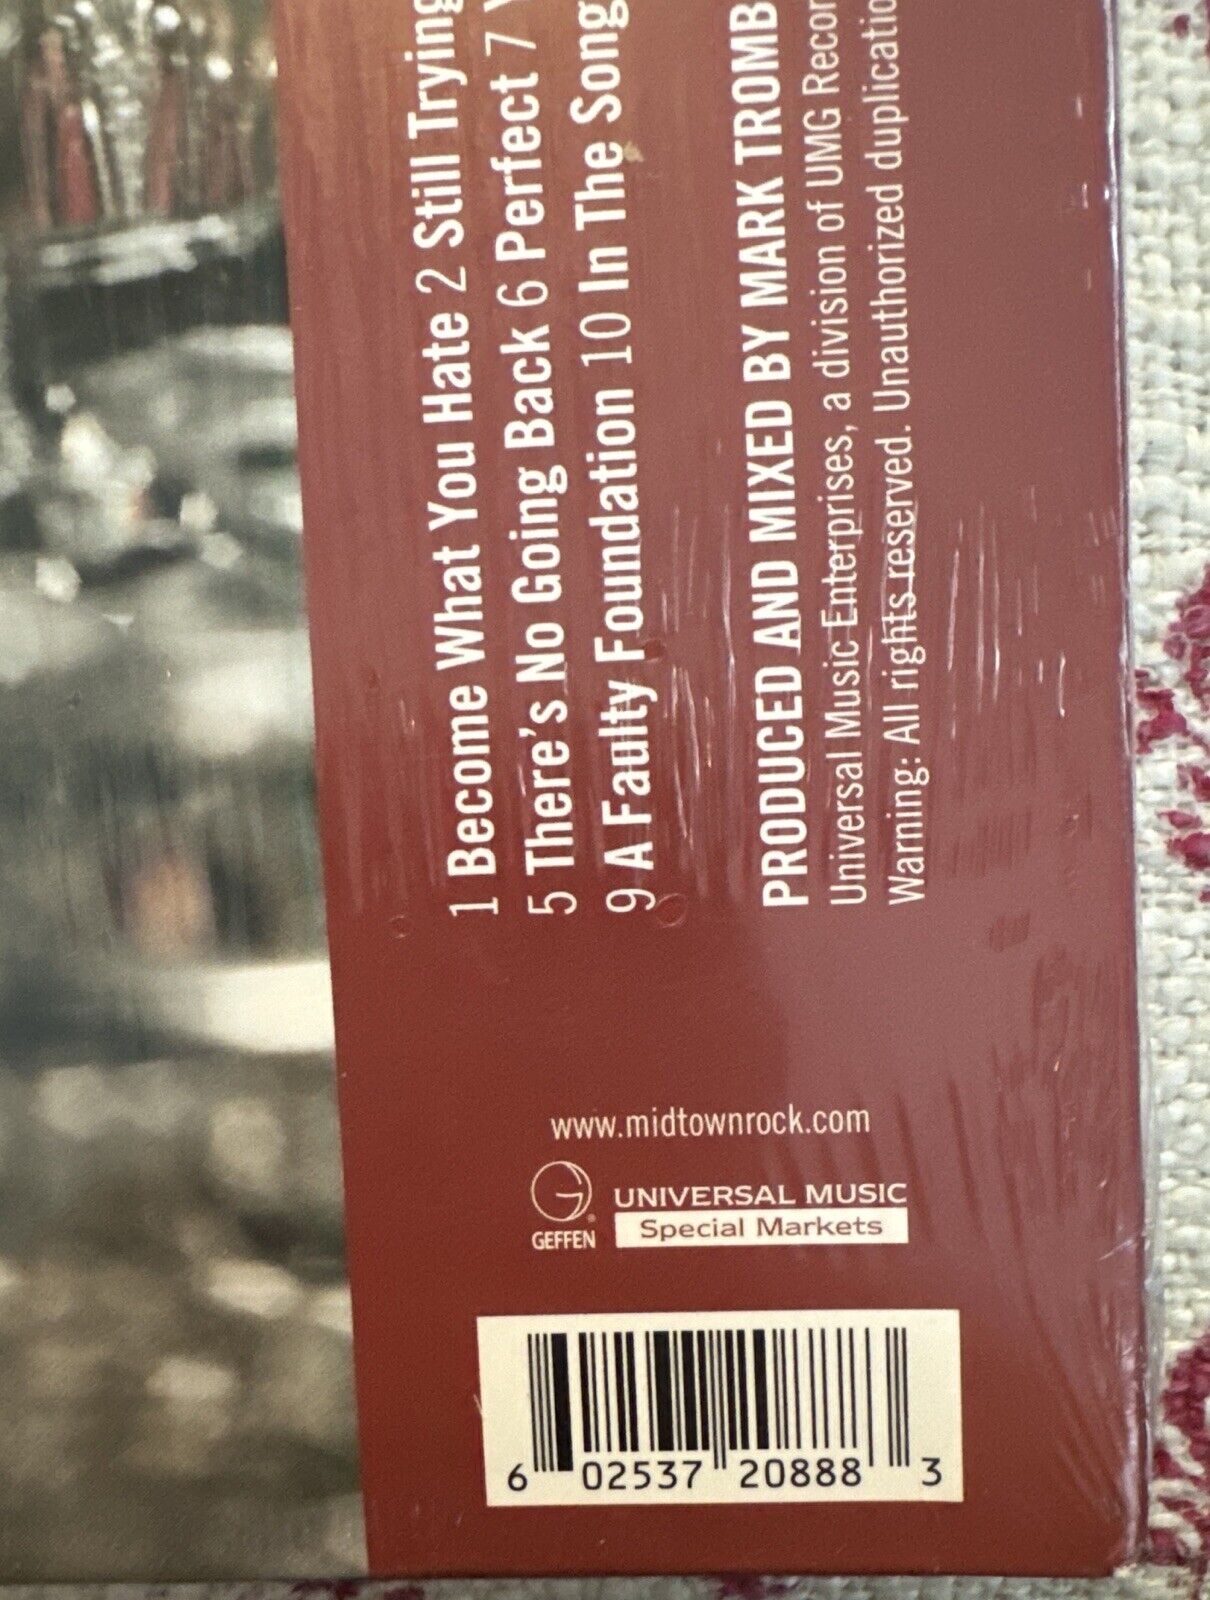 1 Become What You Hate 2 Still Trying
5 There's No Going Back 6 Perfect 7
9 A Faulty Foundation 10 In The Song
PRODUCED AND MIXED BY MARK TROMB
Universal Music Enterprises, a division of UMG Recor
Warning: All rights reserved. Unauthorized duplicatio
www.midtownrock.com
GEFFEN
UNIVERSAL MUSIC
Special Markets
6 02537 20888 3